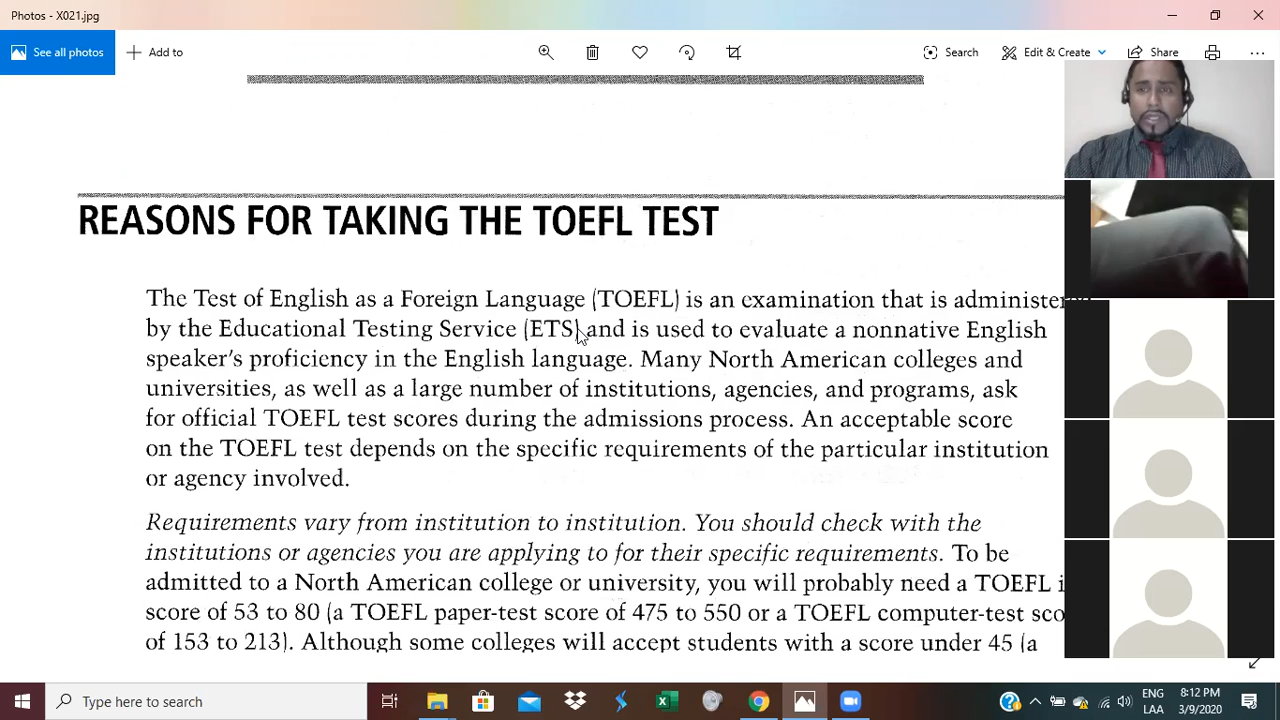 Photos - X021.jpg
See all photos
Add to
Search
Edit & Create
Share
REASONS FOR TAKING THE TOEFL TEST
The Test of English as a Foreign Language (TOEFL) is an examination that is administered
by the Educational Testing Service (ETS) and is used to evaluate a nonnative English
speaker's proficiency in the English language. Many North American colleges and
universities, as well as a large number of institutions, agencies, and programs, ask
for official TOEFL test scores during the admissions process. An acceptable score
on the TOEFL test depends on the specific requirements of the particular institution
or agency involved.
Requirements vary from institution to institution. You should check with the
institutions or agencies you are applying to for their specific requirements. To be
admitted to a North American college or university, you will probably need a TOEFL i
score of 53 to 80 (a TOEFL paper-test score of 475 to 550 or a TOEFL computer-test sco
of 153 to 213). Although some colleges will accept students with a score under 45 (a
Type here to search
ENG
LAA
8:12 PM
3/9/2020